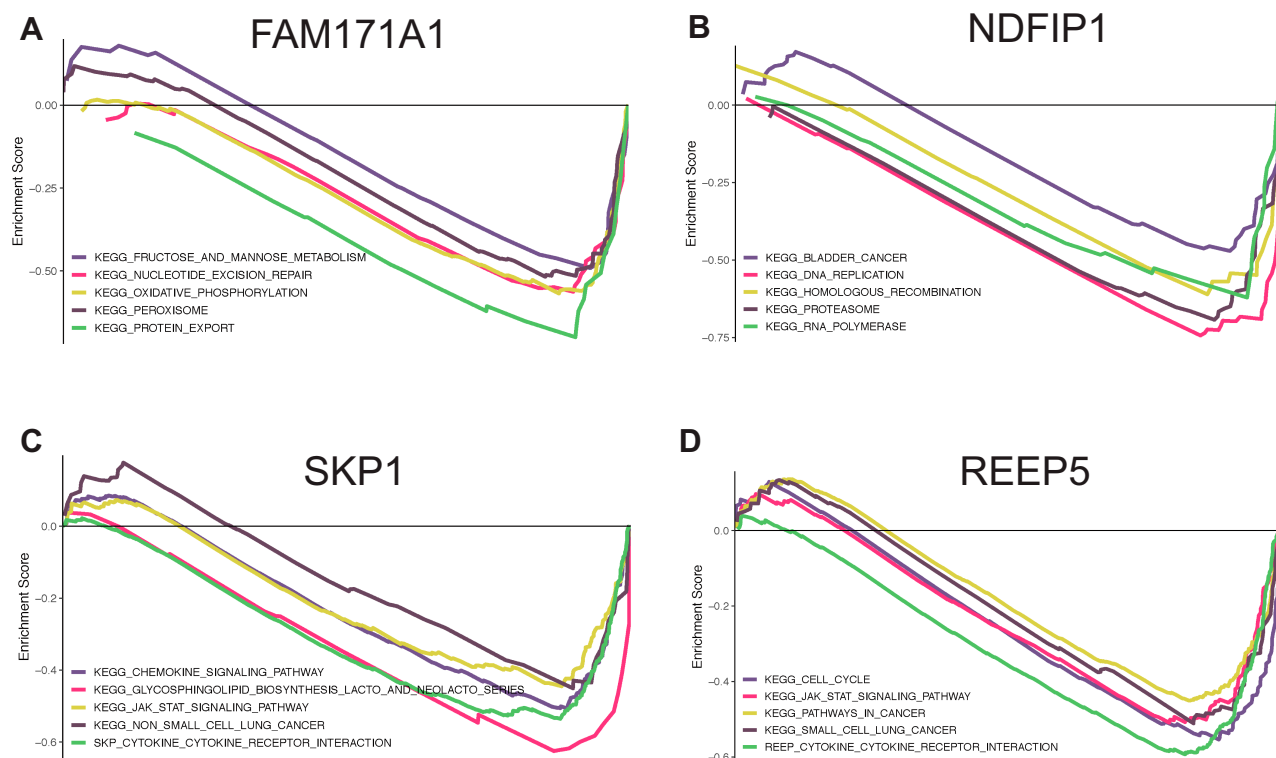 A
FAM171A1
Enrichment Score
0.00
−0.25
−0.50
KEGG_FRUCTOSE_AND_MANNOSE_METABOLISM
KEGG_NUCLEOTIDE_EXCISION_REPAIR
KEGG_OXIDATIVE_PHOSPHORYLATION
KEGG_PEROXISOME
KEGG_PROTEIN_EXPORT
B
NDFIP1
Enrichment Score
0.00
−0.25
−0.50
−0.75
KEGG_BLADDER_CANCER
KEGG_DNA_REPLICATION
KEGG_HOMOLOGOUS_RECOMBINATION
KEGG_PROTEASOME
KEGG_RNA_POLYMERASE
C
SKP1
Enrichment Score
0.0
−0.2
−0.4
−0.6
KEGG_CHEMOKINE_SIGNALING_PATHWAY
KEGG_GLYCOSPHINGOLIPID_BIOSYNTHESIS_LACTO_AND_NEOLACTO_SERIES
KEGG_JAK_STAT_SIGNALING_PATHWAY
KEGG_NON_SMALL_CELL_LUNG_CANCER
SKP_CYTOKINE_CYTOKINE_RECEPTOR_INTERACTION
D
REEP5
Enrichment Score
0.0
−0.2
−0.4
−0.6
KEGG_CELL_CYCLE
KEGG_JAK_STAT_SIGNALING_PATHWAY
KEGG_PATHWAYS_IN_CANCER
KEGG_SMALL_CELL_LUNG_CANCER
REEP_CYTOKINE_CYTOKINE_RECEPTOR_INTERACTION